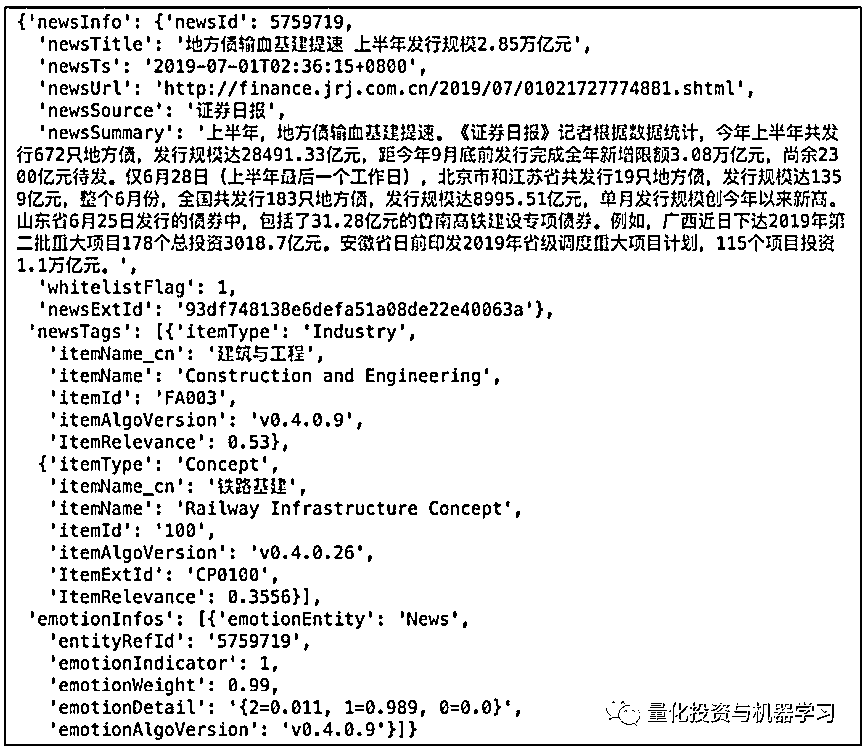 {'newsInfo': {'newsId': 5759719,
'newsTitle': '地方债输血基建提速 上半年发行规模2.85万亿元',
'newsTs': '2019-07-01T02:36:15+0800',
'newsUrl': 'http://finance.jrj.com.cn/2019/07/01021727774881.shtml',
'newsSource': '证券日报',
'newsSummary': '上半年，地方债输血基建提速。《证券日报》记者根据数据统计，今年上半年共发
行672只地方债，发行规模达28491.33亿元，距今年9月底前发行完成全年新增限额3.08万亿元，尚余23
00亿元待发。仅6月28日（上半年最后一个工作日），北京市和江苏省共发行19只地方债，发行规模达135
9亿元，整个6月份，全国共发行183只地方债，发行规模达8995.51亿元，单月发行规模创今年以来新高。
山东省6月25日发行的债券中，包括了31.28亿元的鲁南高铁建设专项债券。例如，广西近日下达2019年第
二批重大项目178个总投资3018.7亿元。安徽省日前印发2019年省级调度重大项目计划，115个项目投资
1.1万亿元。',
'whitelistFlag': 1,
'newsExtId': '93df748138e6defa51a08de22e40063a'},
'newsTags': [{'itemType': 'Industry',
'itemName_cn': '建筑与工程',
'itemName': 'Construction and Engineering',
'itemId': 'FA003',
'itemAlgoVersion': 'v0.4.0.9',
'ItemRelevance': 0.53},
{'itemType': 'Concept',
'itemName_cn': '铁路基建',
'itemName': 'Railway Infrastructure Concept',
'itemId': '100',
'itemAlgoVersion': 'v0.4.0.26',
'ItemExtId': 'CP0100',
'ItemRelevance': 0.3556}],
'emotionInfos': [{'emotionEntity': 'News',
'entityRefId': '5759719',
'emotionIndicator': 1,
'emotionWeight': 0.99,
'emotionDetail': '{2=0.011, 1=0.989, 0=0.0}',
'emotionAlgoVersion': 'v0.4.0.9'}]}
量化投资与机器学习